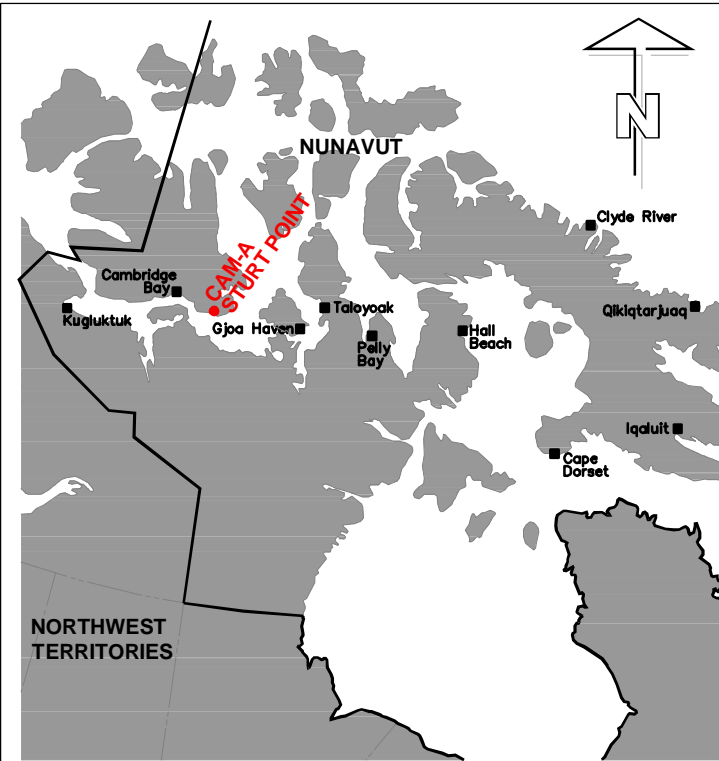 N
NUNAVUT
Clyde River
CAM-A
STURT POINT
Cambridge
Bay
Kugluktuk
Gjoa Haven
Taloyoak
Pelly
Bay
Hall
Beach
Qikiqtarjuaq
Iqaluit
Cape
Dorset
NORTHWEST
TERRITORIES